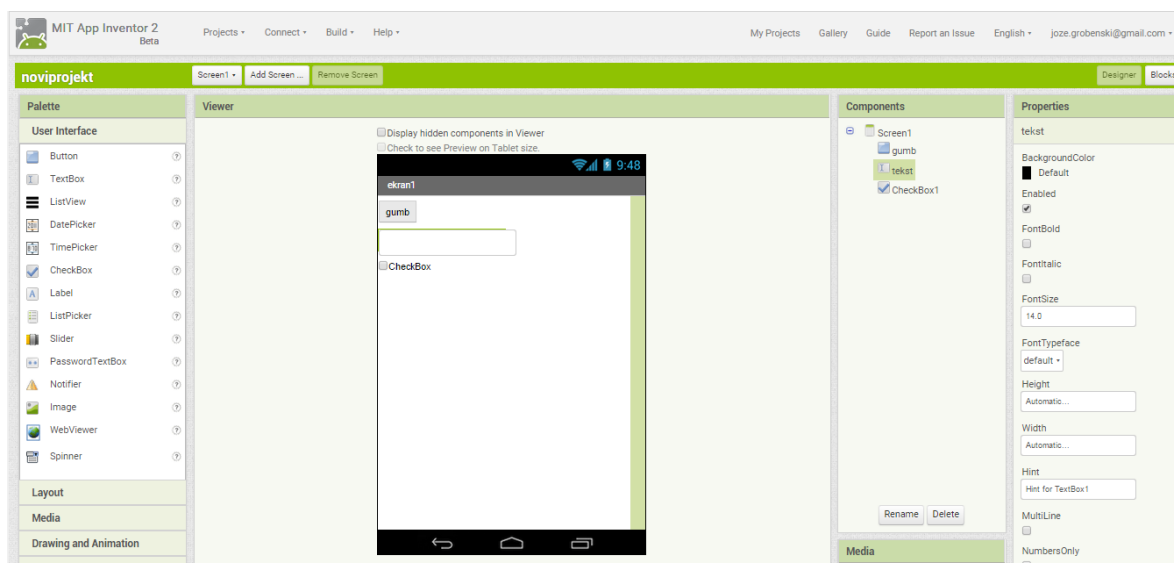 MIT App Inventor 2
Beta
Projects Connect Build Help My Projects Gallery Guide Report an Issue English joze.grobenski@gmail.com
noviprojekt Screen1 Add Screen ... Remove Screen Designer Blocks
Palette
User Interface
Button
TextBox
ListView
DatePicker
TimePicker
CheckBox
Label
ListPicker
Slider
PasswordTextBox
Notifier
Image
WebViewer
Spinner
Layout
Media
Drawing and Animation
Viewer
Display hidden components in Viewer
Check to see Preview on Tablet size.
9:48
ekran1
gumb
CheckBox
Components
Screen1
gumb
tekst
CheckBox1
Rename Delete
Media
Properties
tekst
BackgroundColor
Default
Enabled
FontBold
FontItalic
FontSize
14.0
FontTypeface
default
Height
Automatic...
Width
Automatic...
Hint
Hint for TextBox1
MultiLine
NumbersOnly